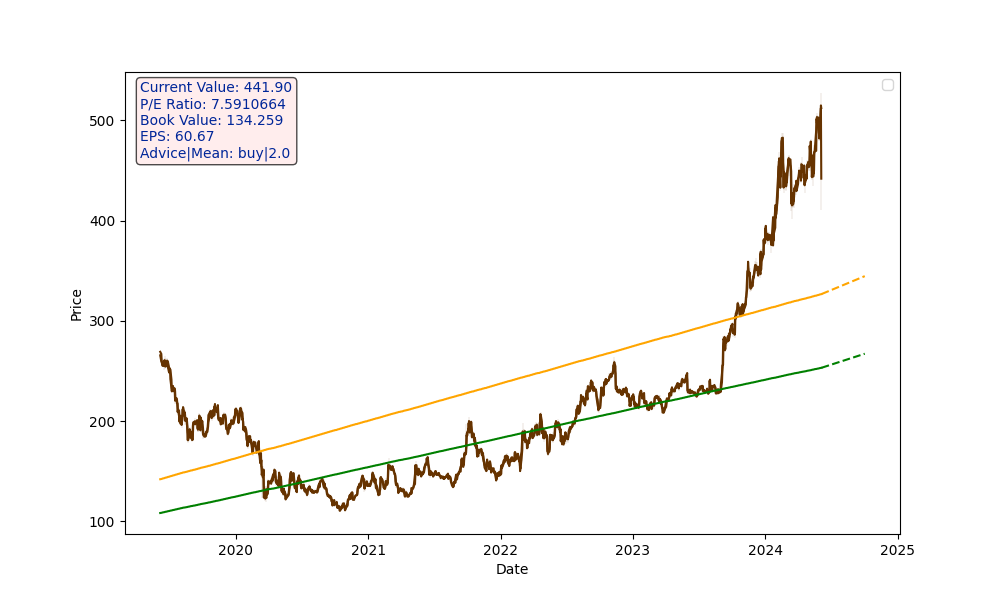 Current Value: 441.90
P/E Ratio: 7.5910664
Book Value: 134.259
EPS: 60.67
Advice|Mean: buy|2.0
500
400
300
200
100
Price
2020 2021 2022 2023 2024 2025
Date